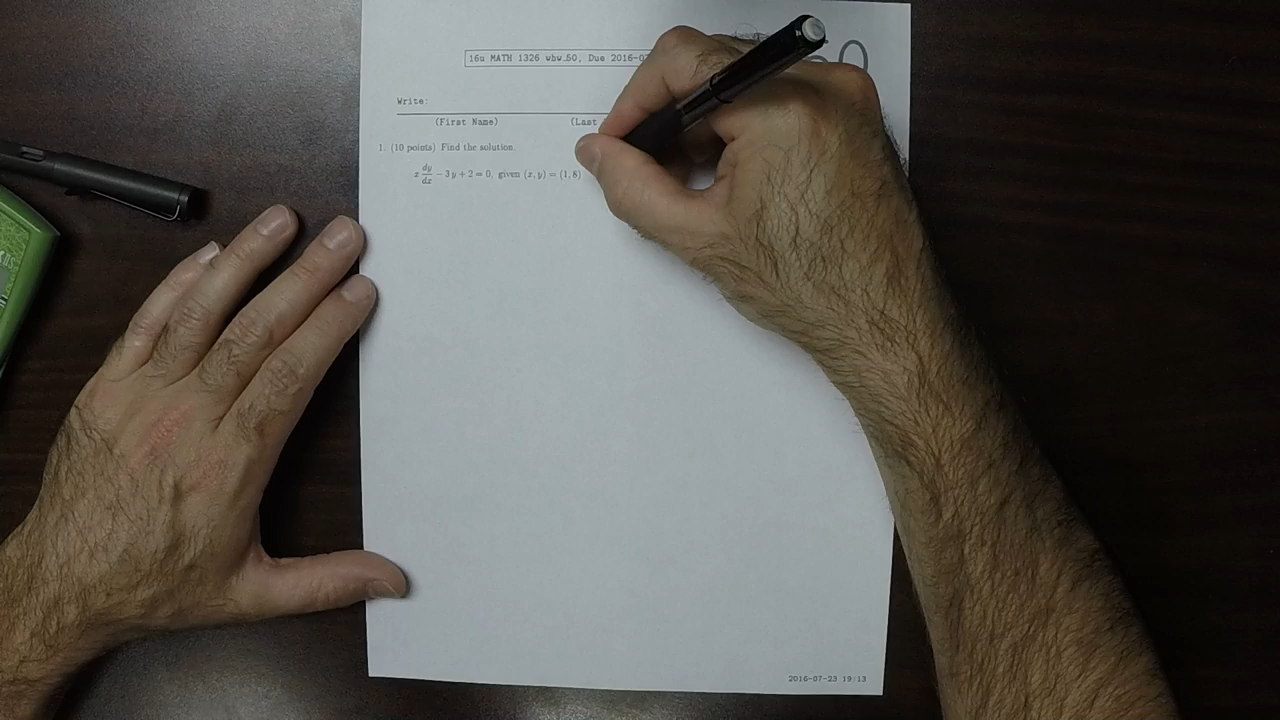 16u MATH 1326 wbw_50, Due 2016-0
Write:
(First Name) (Last
1. (10 points) Find the solution.
x dy/dx − 3y + 2 = 0, given (x, y) = (1, 8)
2016-07-23 19:13